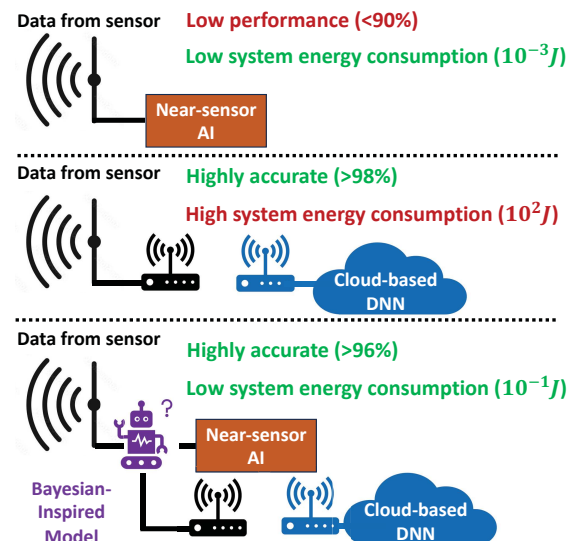 Data from sensor
Low performance (<90%)
Low system energy consumption (10⁻³J)
Near-sensor
AI
Data from sensor
Highly accurate (>98%)
High system energy consumption (10²J)
Cloud-based
DNN
Data from sensor
Highly accurate (>96%)
Low system energy consumption (10⁻¹J)
?
Near-sensor
AI
Bayesian-
Inspired
Model
Cloud-based
DNN